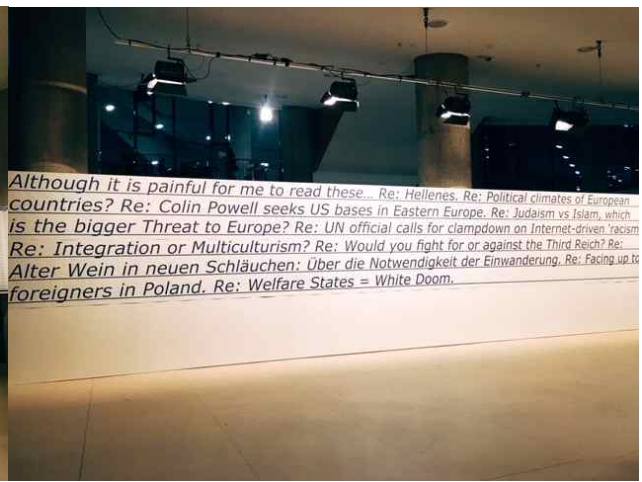 Although it is painful for me to read these... Re: Hellenes. Re: Political climates of European
countries? Re: Colin Powell seeks US bases in Eastern Europe. Re: Judaism vs Islam, which
is the bigger Threat to Europe? Re: UN official calls for clampdown on Internet-driven 'racism
Re: Integration or Multiculturism? Re: Would you fight for or against the Third Reich? Re:
Alter Wein in neuen Schläuchen: Über die Notwendigkeit der Einwanderung. Re: Facing up to
foreigners in Poland. Re: Welfare States = White Doom.